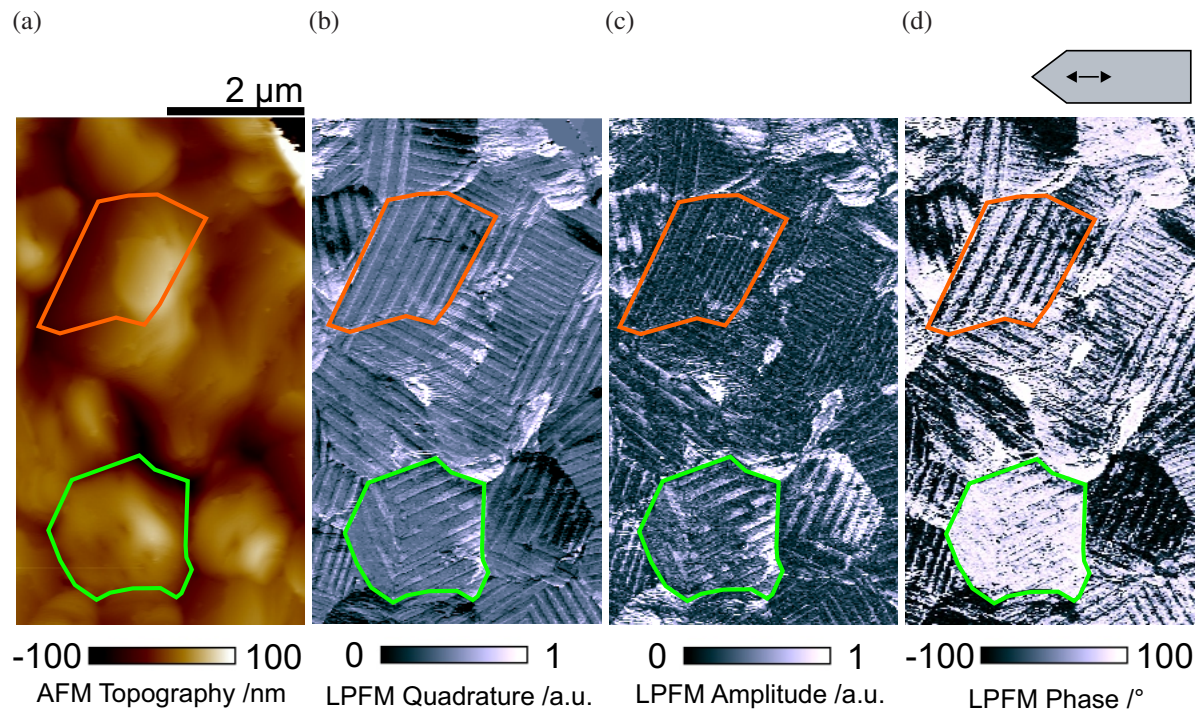 (a) (b) (c) (d)
2 μm
-100 100 0 1 0 1 -100 100
AFM Topography /nm LPFM Quadrature /a.u. LPFM Amplitude /a.u. LPFM Phase /°